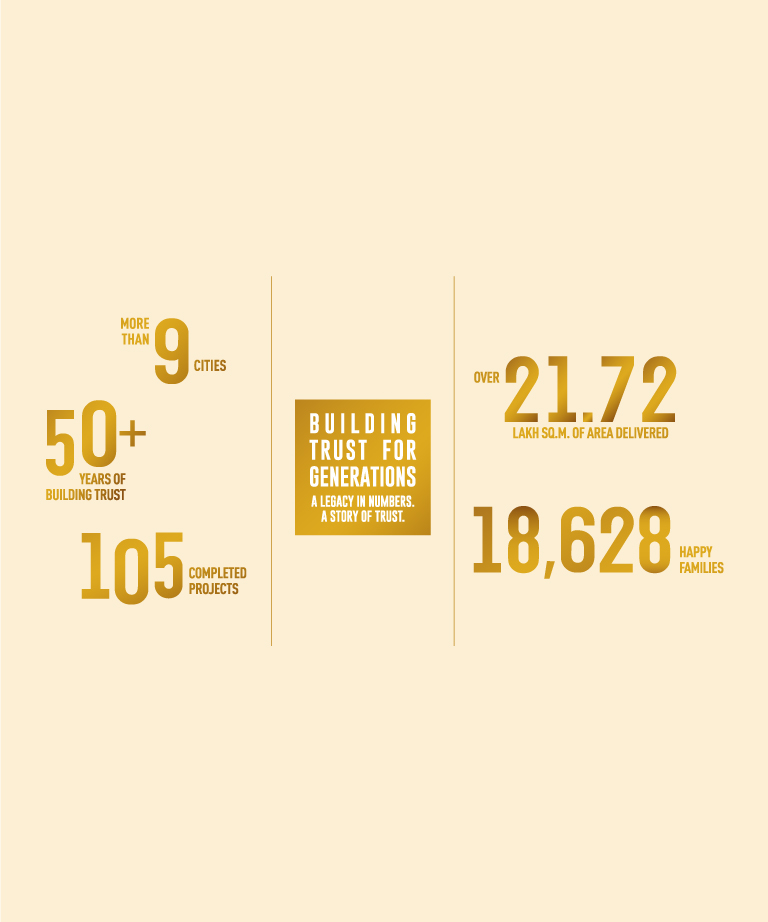 MORE
THAN 9 CITIES
50+
YEARS OF
BUILDING TRUST
105 COMPLETED
PROJECTS
BUILDING
TRUST FOR
GENERATIONS
A LEGACY IN NUMBERS.
A STORY OF TRUST.
OVER 21.72
LAKH SQ.M. OF AREA DELIVERED
18,628 HAPPY
FAMILIES